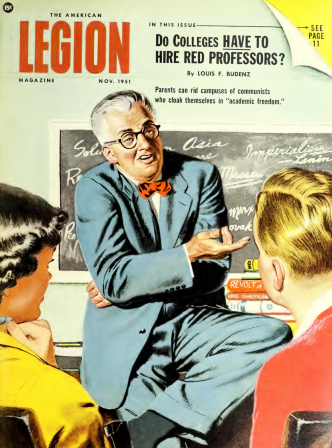 15¢
THE AMERICAN
LEGION
MAGAZINE
NOV. 1951
IN THIS ISSUE
SEE
PAGE
11
DO COLLEGES HAVE TO
HIRE RED PROFESSORS?
By LOUIS F. BUDENZ
Parents can rid campuses of communists
who cloak themselves in "academic freedom."
Asia
Imperialism
Lenin
REVOLT